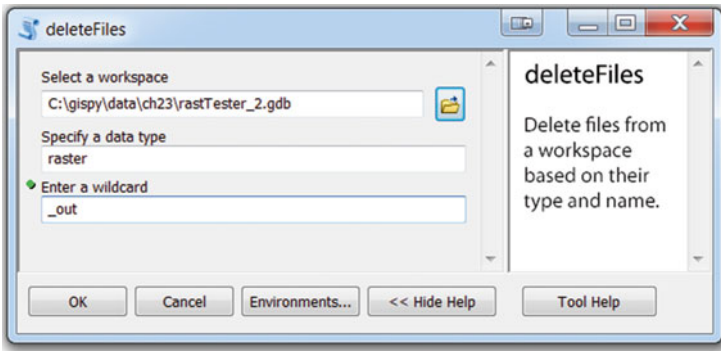 deleteFiles
Select a workspace
C:\gispy\data\ch23\rastTester_2.gdb
Specify a data type
raster
Enter a wildcard
_out
OK
Cancel
Environments...
<< Hide Help
deleteFiles
Delete files from
a workspace
based on their
type and name.
Tool Help